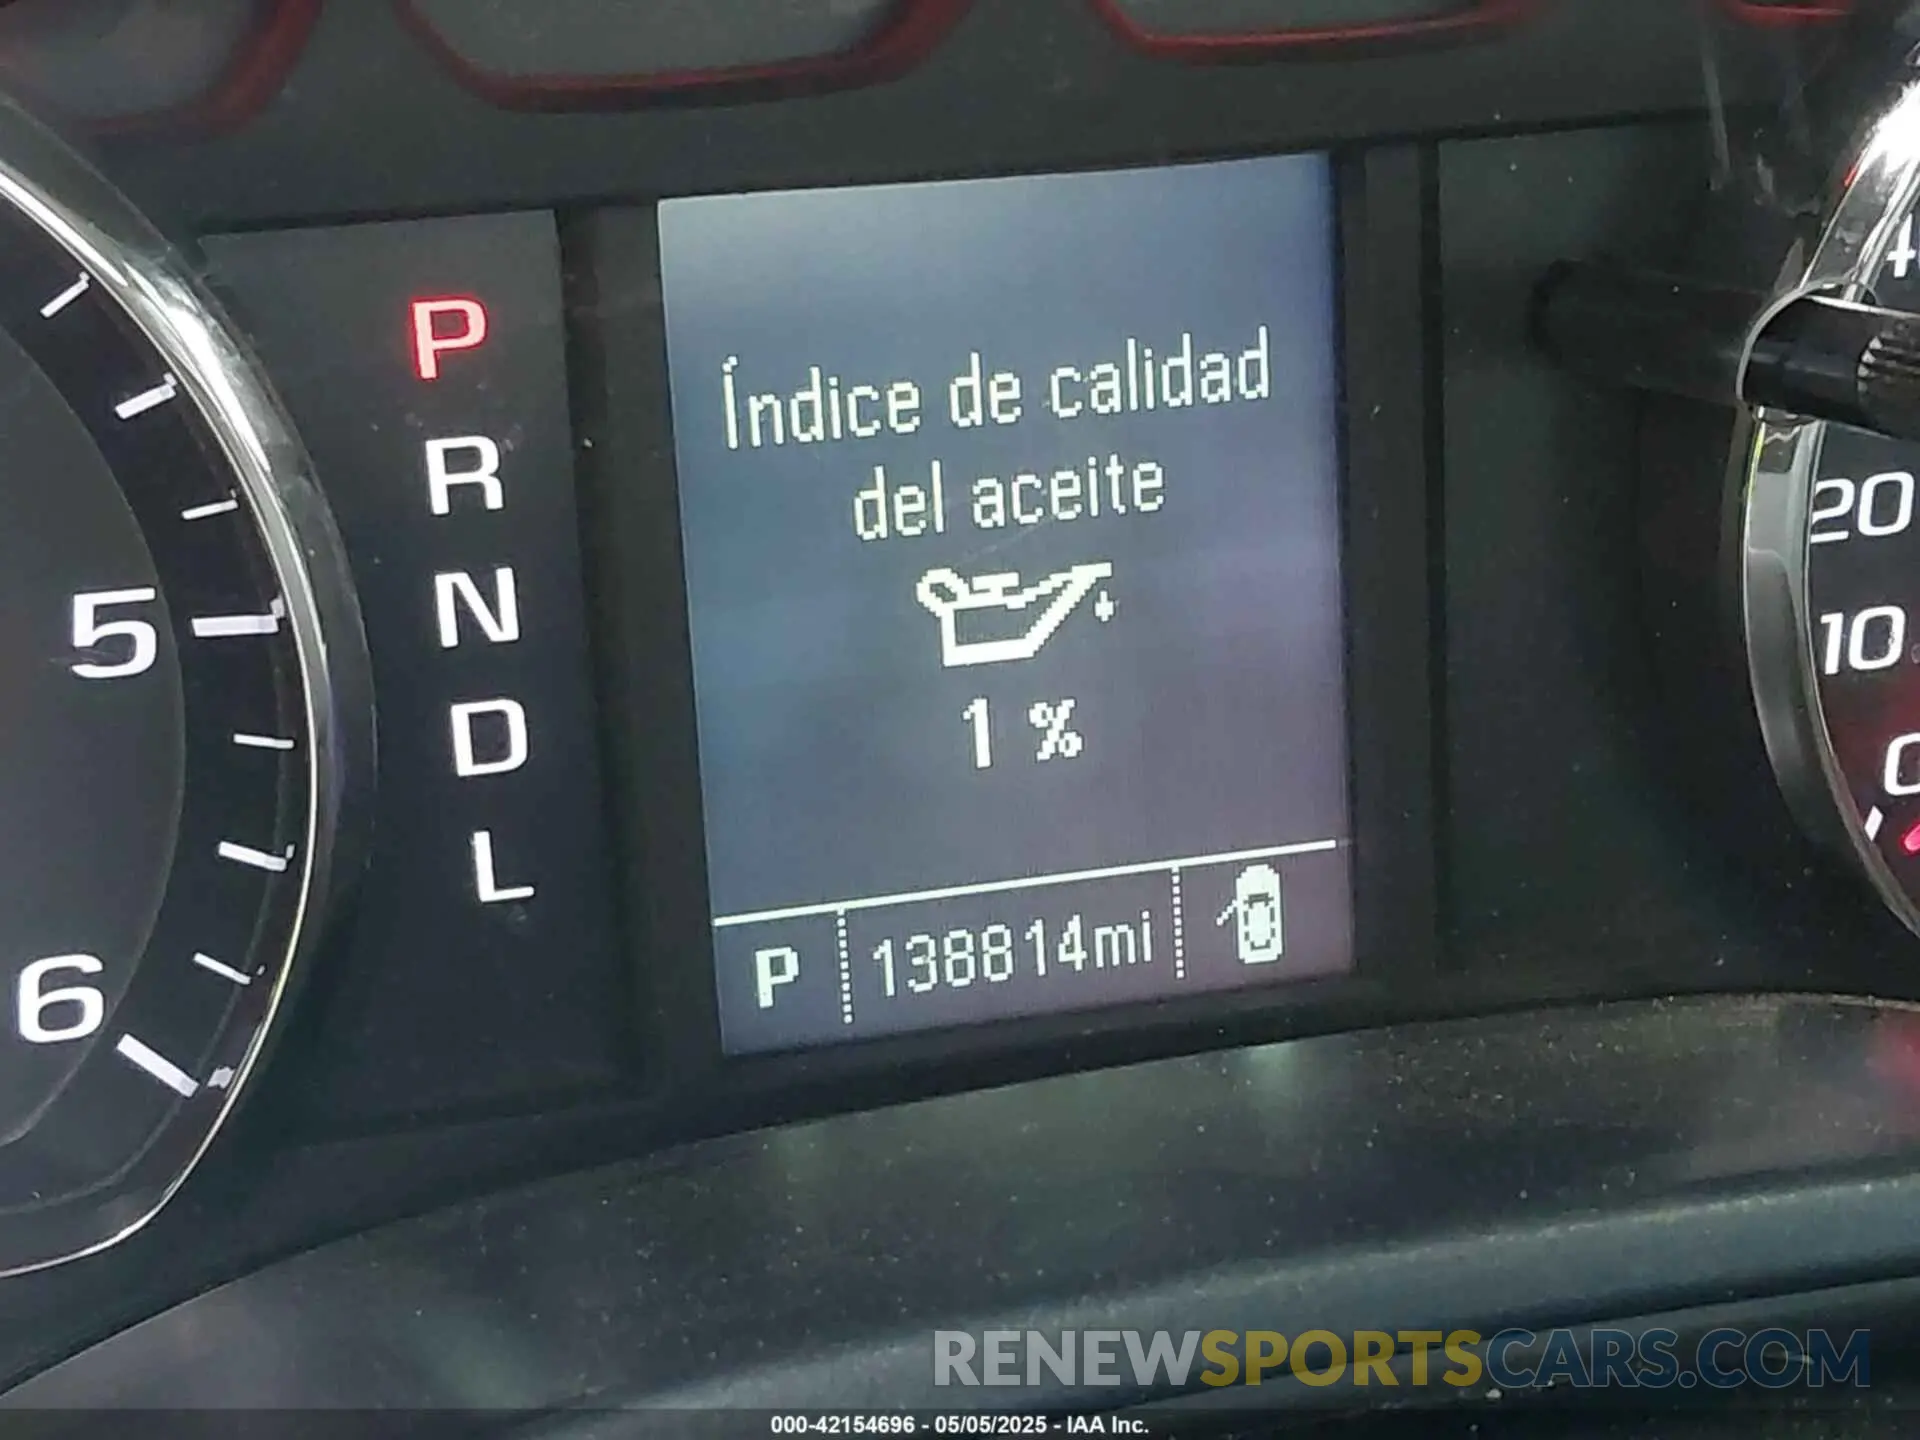 P
R
N
D
L
5
6
Índice de calidad
del aceite
1 %
P 138814mi
20
10
0
RENEWSPORTSCARS.COM
000-42154696 - 05/05/2025 - IAA Inc.